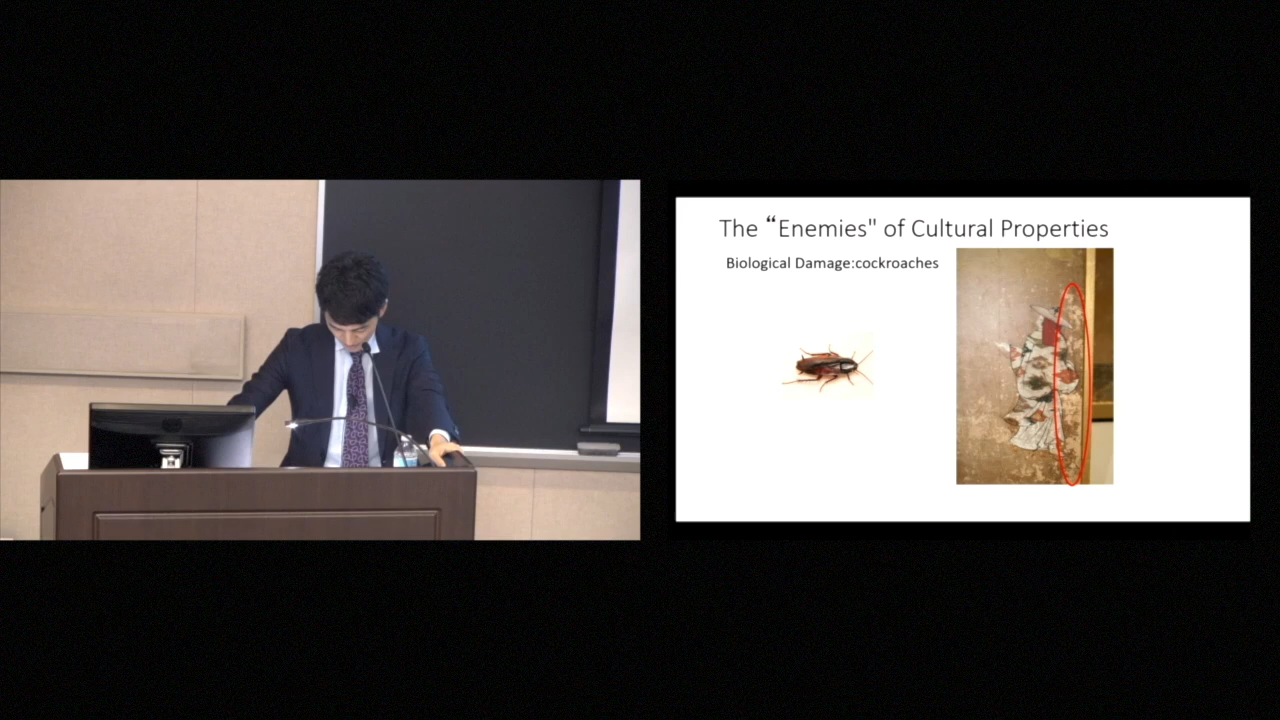 The “Enemies" of Cultural Properties
Biological Damage:cockroaches